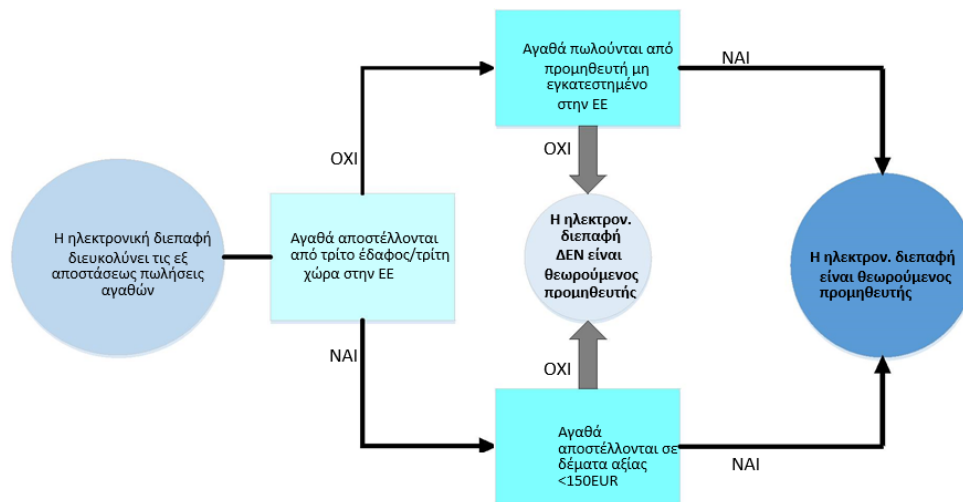 Αγαθά πωλούνται από
προμηθευτή μη
εγκατεστημένο
στην ΕΕ
ΝΑΙ
ΟΧΙ
ΟΧΙ
Η ηλεκτρονική διεπαφή
διευκολύνει τις εξ
αποστάσεως πωλήσεις
αγαθών
Αγαθά αποστέλλονται
από τρίτο έδαφος/τρίτη
χώρα στην ΕΕ
Η ηλεκτρον.
διεπαφή
ΔΕΝ είναι
θεωρούμενος
προμηθευτής
Η ηλεκτρον. διεπαφή
είναι θεωρούμενος
προμηθευτής
ΝΑΙ
ΟΧΙ
Αγαθά
αποστέλλονται σε
δέματα αξίας
<150EUR
ΝΑΙ